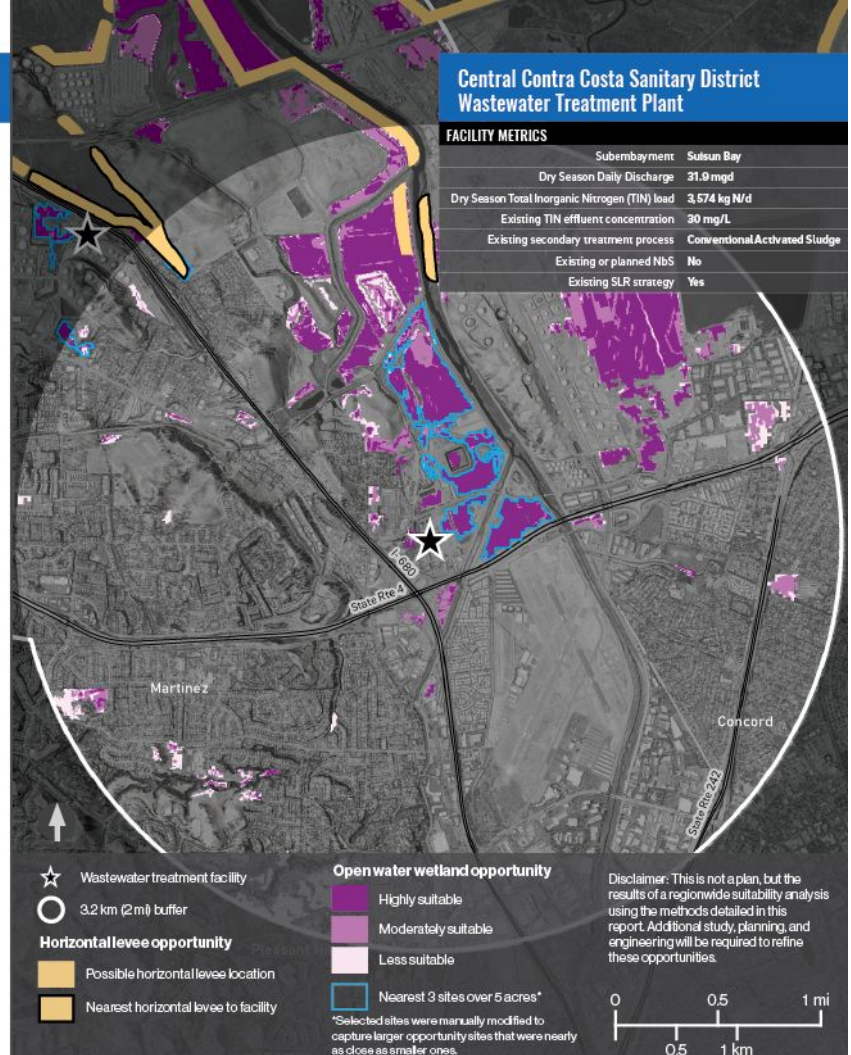 Central Contra Costa Sanitary District
Wastewater Treatment Plant
FACILITY METRICS
Subembayment Suisun Bay
Dry Season Daily Discharge 31.9 mgd
Dry Season Total Inorganic Nitrogen (TIN) load 3,574 kg N/d
Existing TIN effluent concentration 30 mg/L
Existing secondary treatment process Conventional Activated Sludge
Existing or planned NbS No
Existing SLR strategy Yes
I-680
State Rte 4
Martinez
Concord
State Rte 242
Wastewater treatment facility
3.2 km (2 mi) buffer
Horizontal levee opportunity
Possible horizontal levee location
Nearest horizontal levee to facility
Open water wetland opportunity
Highly suitable
Moderately suitable
Less suitable
Nearest 3 sites over 5 acres*
*Selected sites were manually modified to
capture larger opportunity sites that were nearly
as close as smaller ones.
Disclaimer: This is not a plan, but the
results of a regionwide suitability analysis
using the methods detailed in this
report. Additional study, planning, and
engineering will be required to refine
these opportunities.
0 0.5 1 mi
0.5 1 km